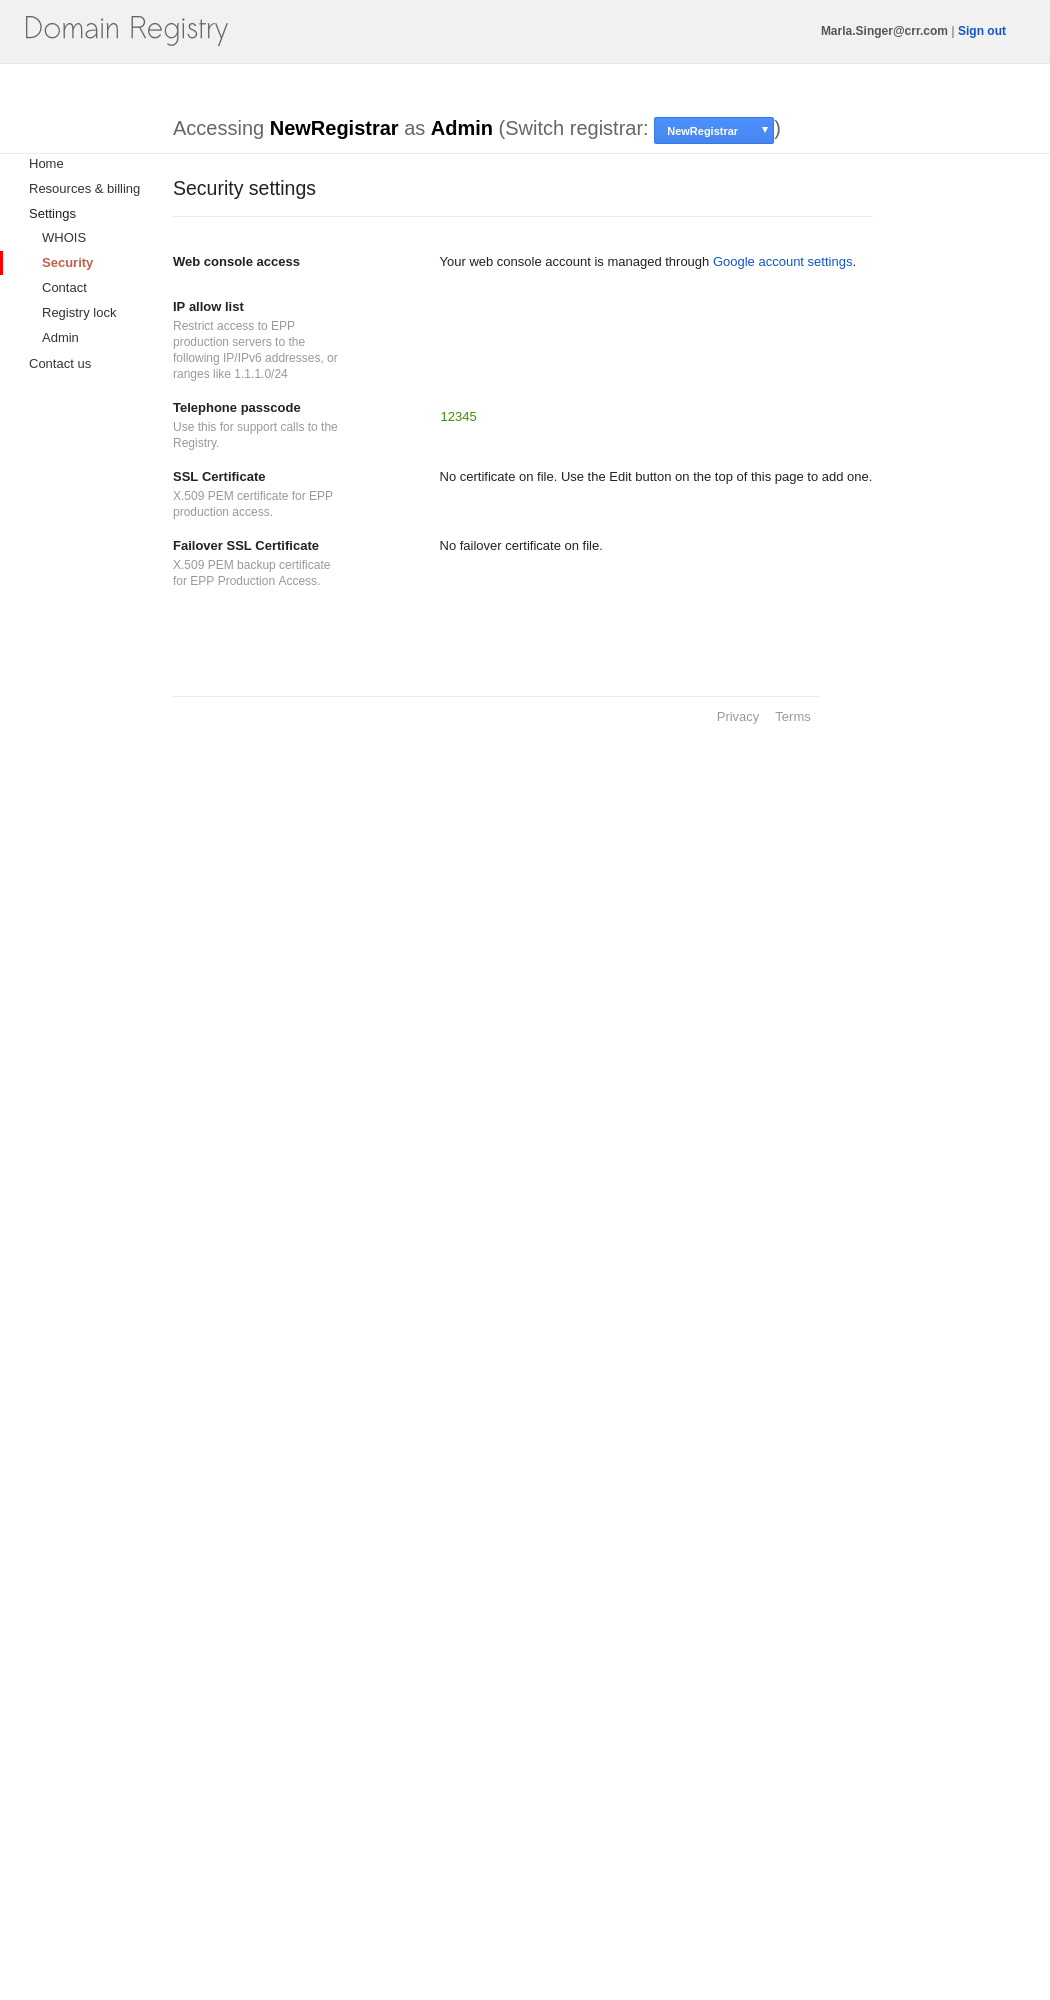 Domain Registry
Marla.Singer@crr.com | Sign out
Accessing NewRegistrar as Admin (Switch registrar: NewRegistrar ▼)
Home
Resources & billing
Settings
WHOIS
Security
Contact
Registry lock
Admin
Contact us
Security settings
Web console access
Your web console account is managed through Google account settings.
IP allow list
Restrict access to EPP
production servers to the
following IP/IPv6 addresses, or
ranges like 1.1.1.0/24
Telephone passcode
Use this for support calls to the
Registry.
12345
SSL Certificate
X.509 PEM certificate for EPP
production access.
No certificate on file. Use the Edit button on the top of this page to add one.
Failover SSL Certificate
X.509 PEM backup certificate
for EPP Production Access.
No failover certificate on file.
Privacy Terms